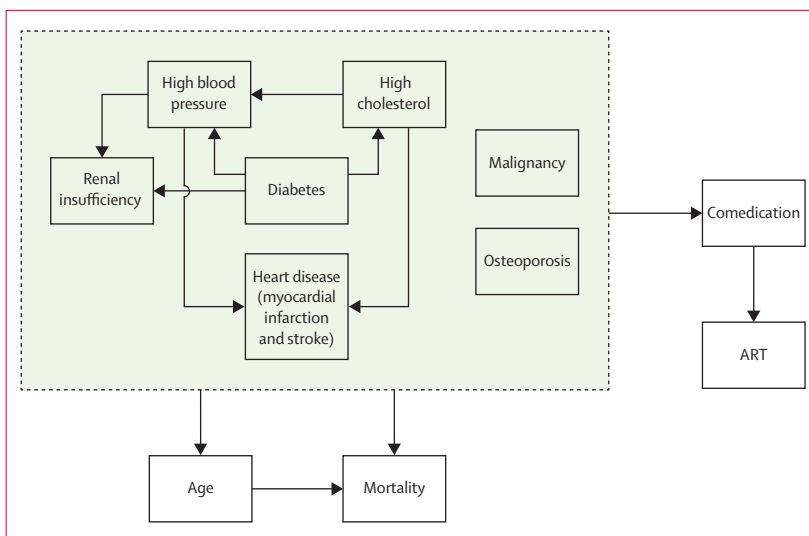 High blood
pressure
High
cholesterol
Malignancy
Renal
insufficiency
Diabetes
Comedication
Osteoporosis
Heart disease
(myocardial
infarction
and stroke)
ART
Age
Mortality